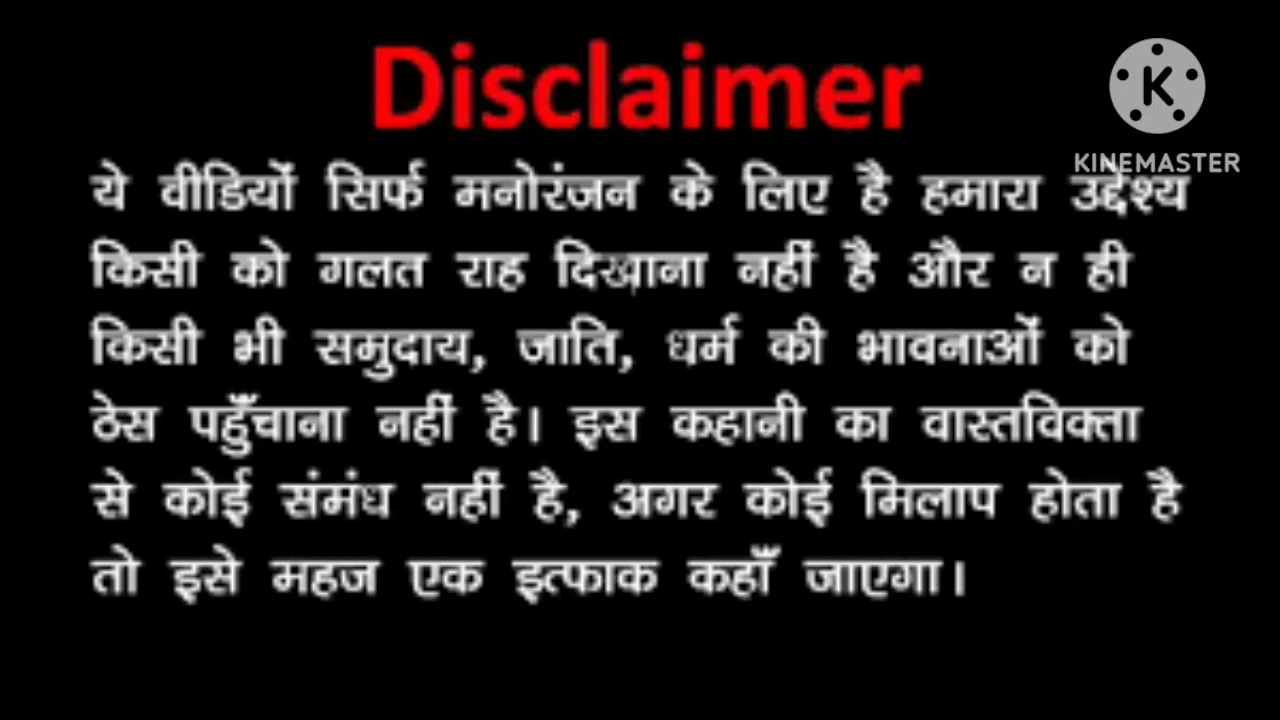 Disclaimer
KINEMASTER
ये वीडियों सिर्फ मनोरंजन के लिए है हमारा उद्देश्य
किसी को गलत राह दिखाना नहीं है और न ही
किसी भी समुदाय, जाति, धर्म की भावनाओं को
ठेस पहुँचाना नहीं है। इस कहानी का वास्तविक्ता
से कोई संमंध नहीं है, अगर कोई मिलाप होता है
तो इसे महज एक इत्फाक कहाँ जाएगा।